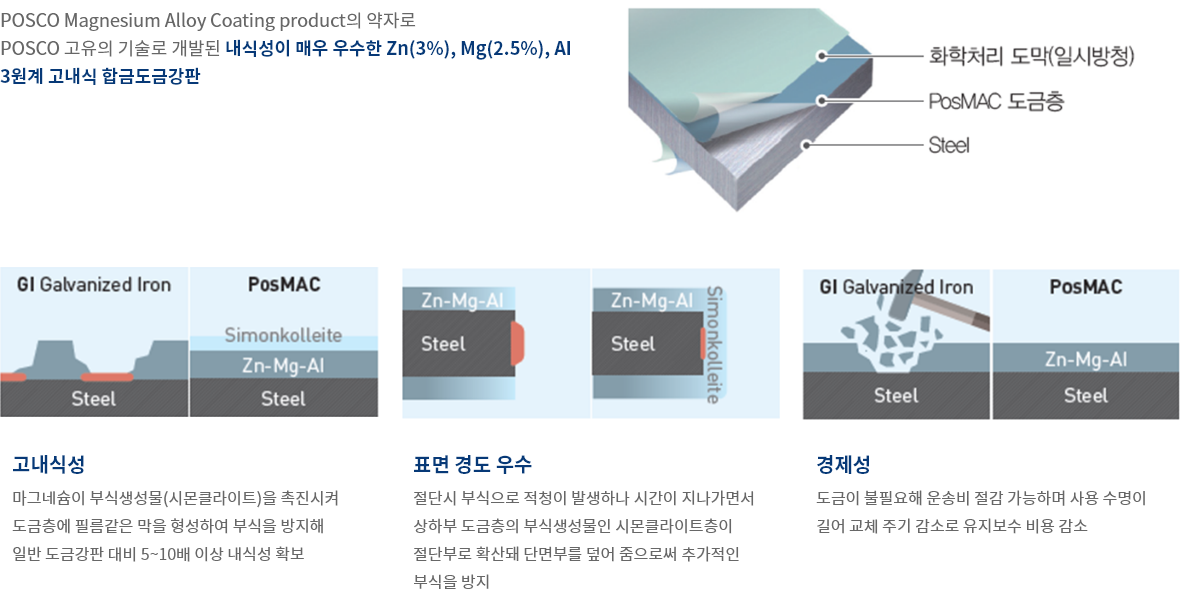 POSCO Magnesium Alloy Coating product의 약자로
POSCO 고유의 기술로 개발된 내식성이 매우 우수한 Zn(3%), Mg(2.5%), Al
3원계 고내식 합금도금강판
화학처리 도막(일시방청)
PosMAC 도금층
Steel
GI Galvanized Iron
PosMAC
Simonkolleite
Zn-Mg-Al
Steel
Steel
Zn-Mg-Al
Steel
Zn-Mg-Al
Steel
Simonkolleite
GI Galvanized Iron
PosMAC
Zn-Mg-Al
Steel
Steel
고내식성
마그네슘이 부식생성물(시몬클라이트)을 촉진시켜
도금층에 필름같은 막을 형성하여 부식을 방지해
일반 도금강판 대비 5~10배 이상 내식성 확보
표면 경도 우수
절단시 부식으로 적청이 발생하나 시간이 지나가면서
상하부 도금층의 부식생성물인 시몬클라이트층이
절단부로 확산돼 단면부를 덮어 줌으로써 추가적인
부식을 방지
경제성
도금이 불필요해 운송비 절감 가능하며 사용 수명이
길어 교체 주기 감소로 유지보수 비용 감소